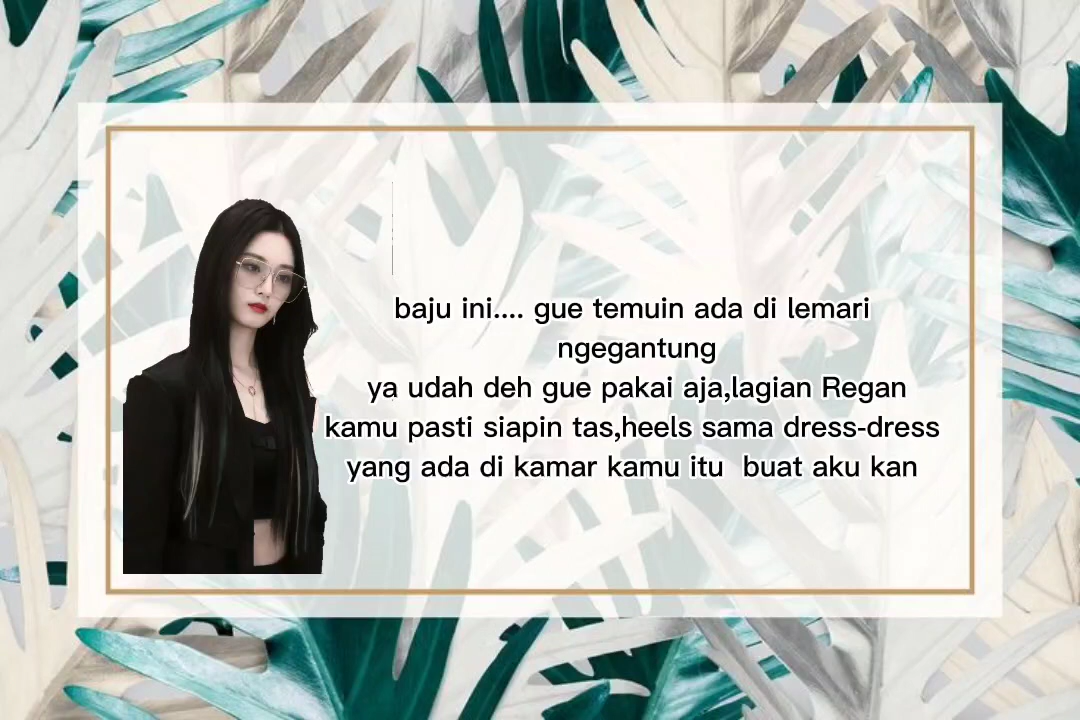 baju ini.... gue temuin ada di lemari
ngegantung
ya udah deh gue pakai aja,lagian Regan
kamu pasti siapin tas,heels sama dress-dress
yang ada di kamar kamu itu  buat aku kan